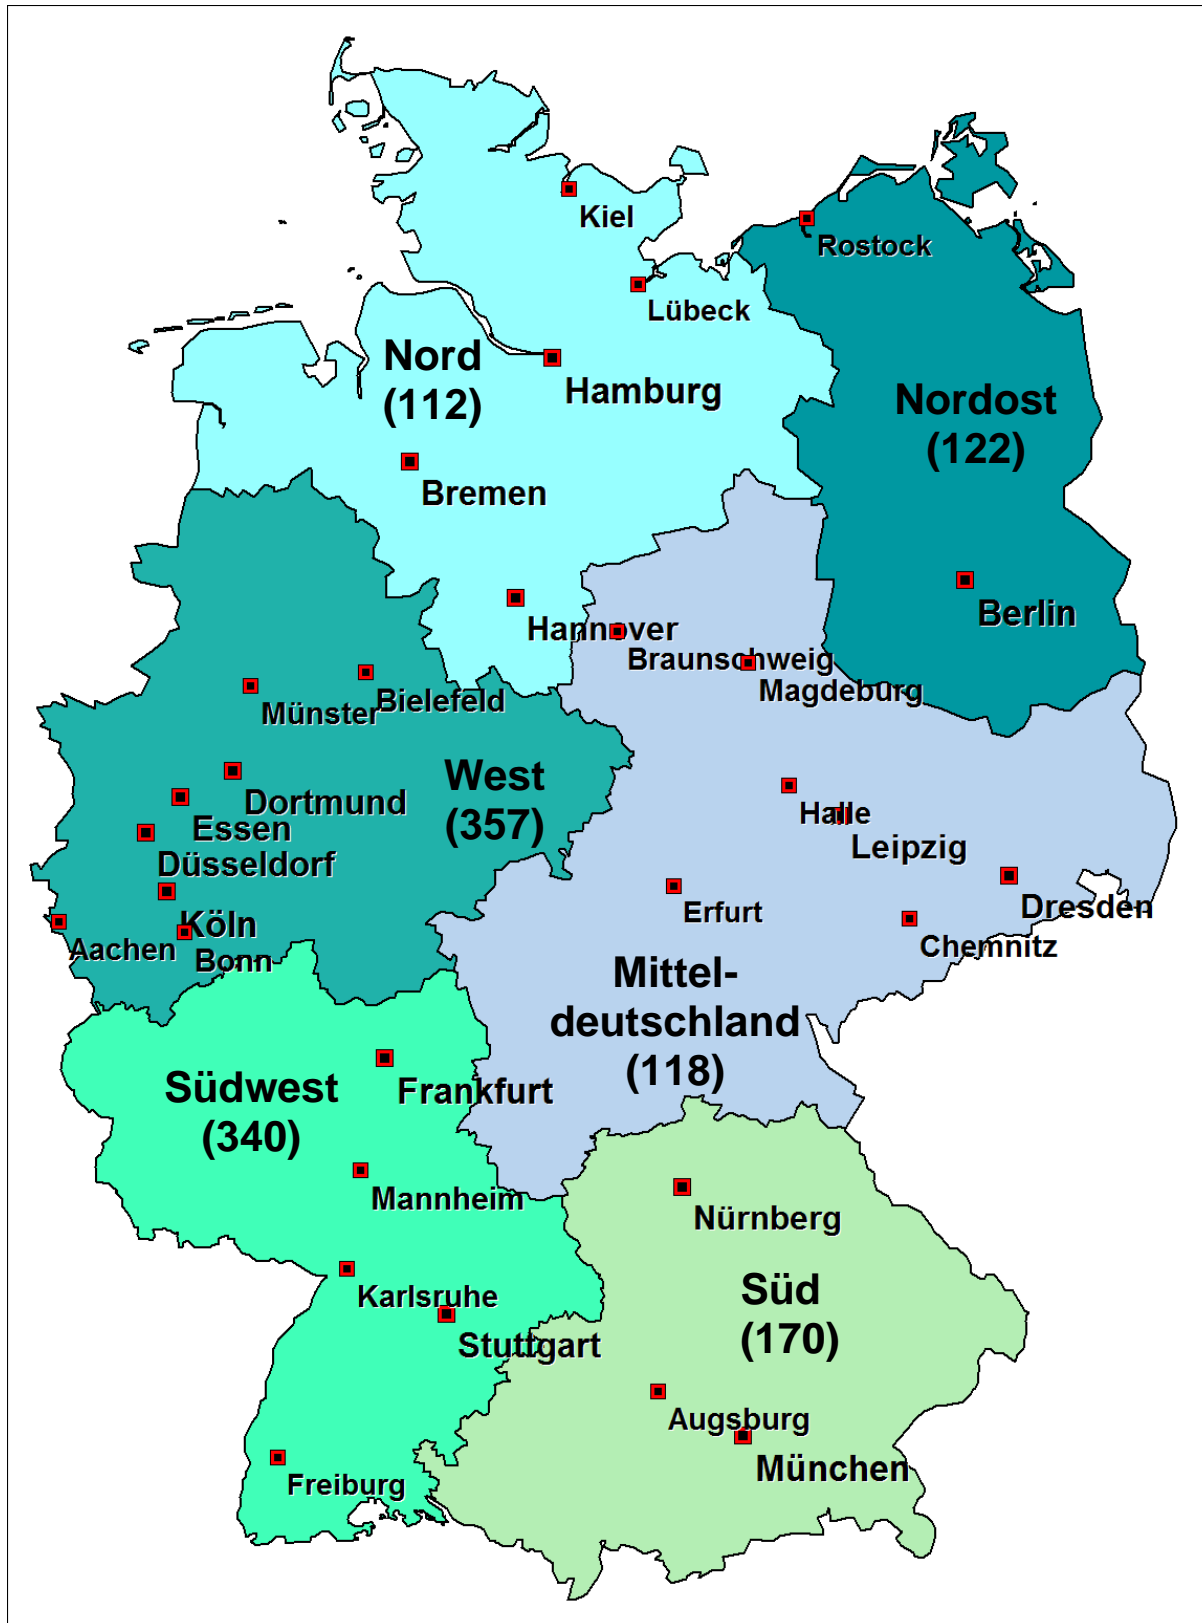 Kiel
Rostock
Lübeck
Nord
(112)
Hamburg
Nordost
(122)
Bremen
Berlin
Hannover
Braunschweig
Magdeburg
Bielefeld
Münster
West
(357)
Dortmund
Essen
Düsseldorf
Halle
Leipzig
Köln
Aachen
Bonn
Erfurt
Dresden
Chemnitz
Mittel-
deutschland
(118)
Südwest
(340)
Frankfurt
Mannheim
Nürnberg
Karlsruhe
Stuttgart
Süd
(170)
Augsburg
München
Freiburg